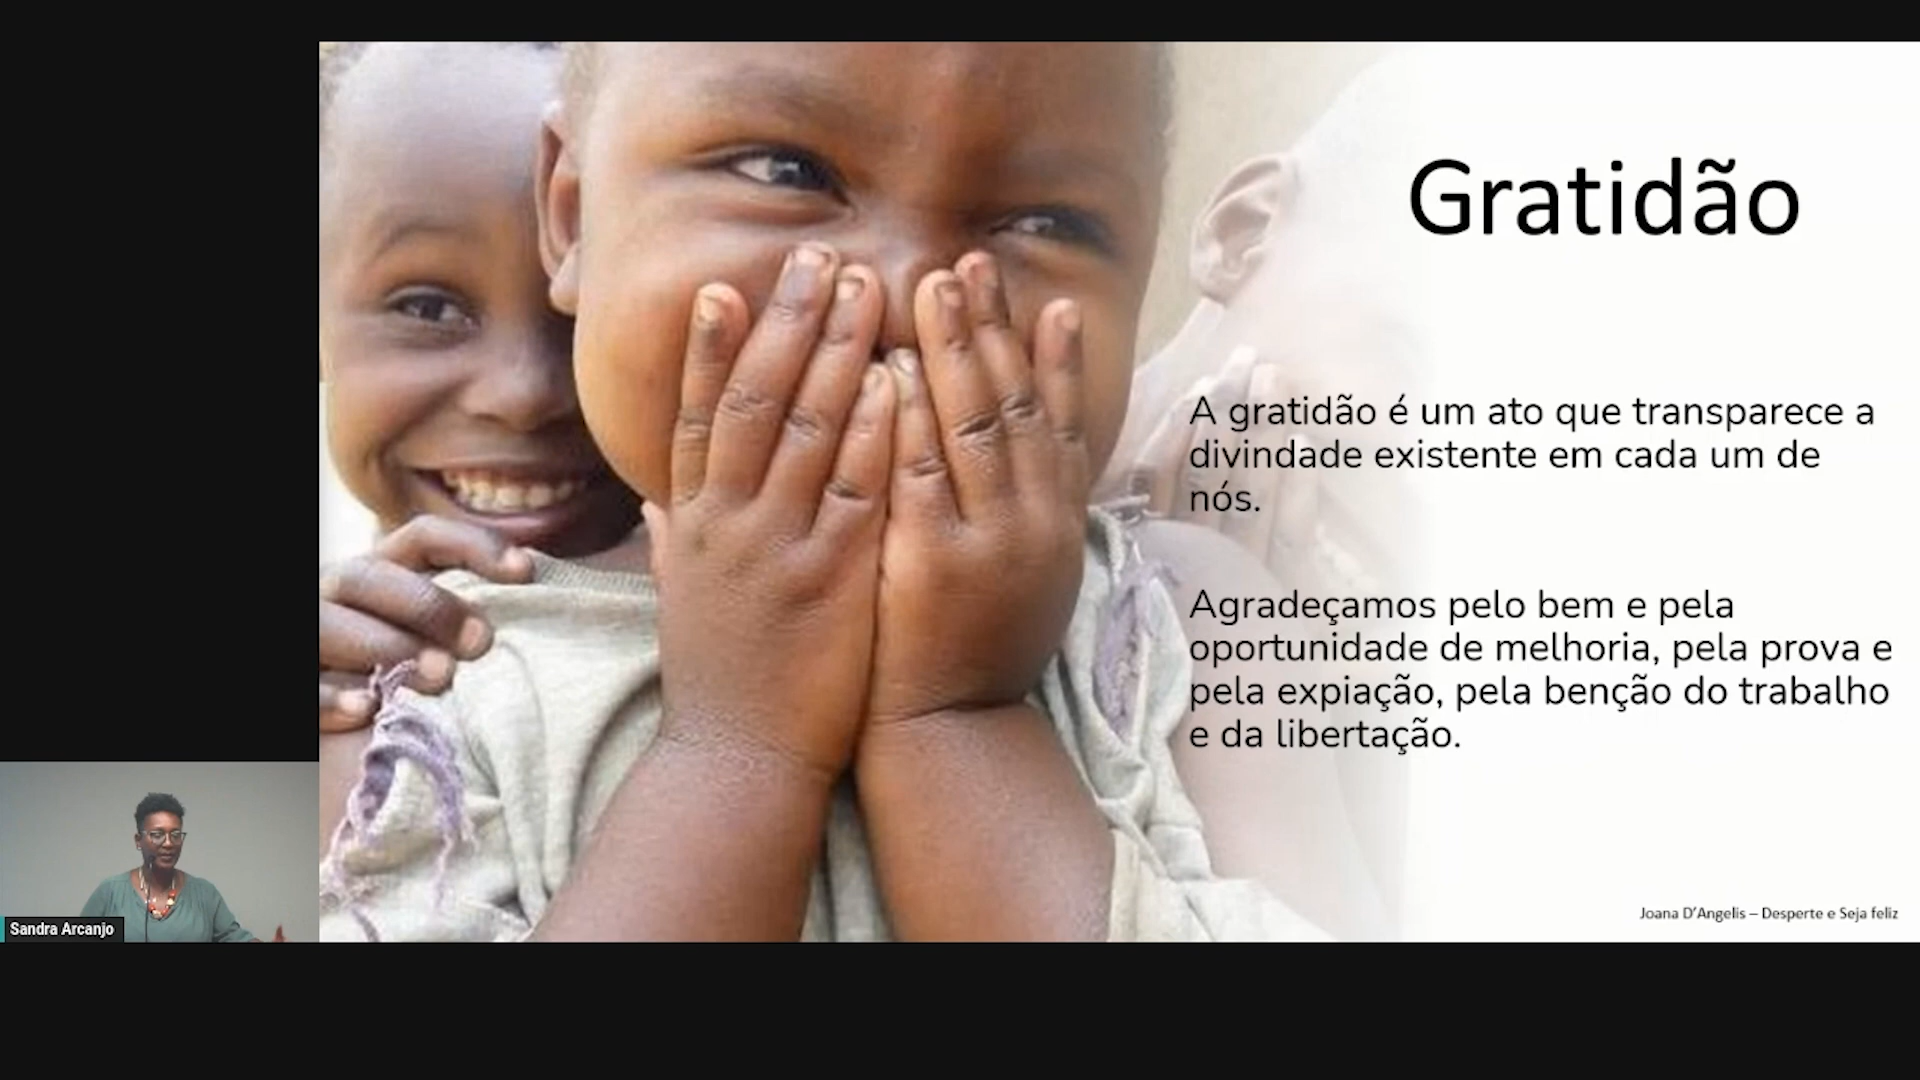 Gratidão
A gratidão é um ato que transparece a
divindade existente em cada um de
nós.
Agradeçamos pelo bem e pela
oportunidade de melhoria, pela prova e
pela expiação, pela benção do trabalho
e da libertação.
Joana D'Angelis – Desperte e Seja feliz
Sandra Arcanjo